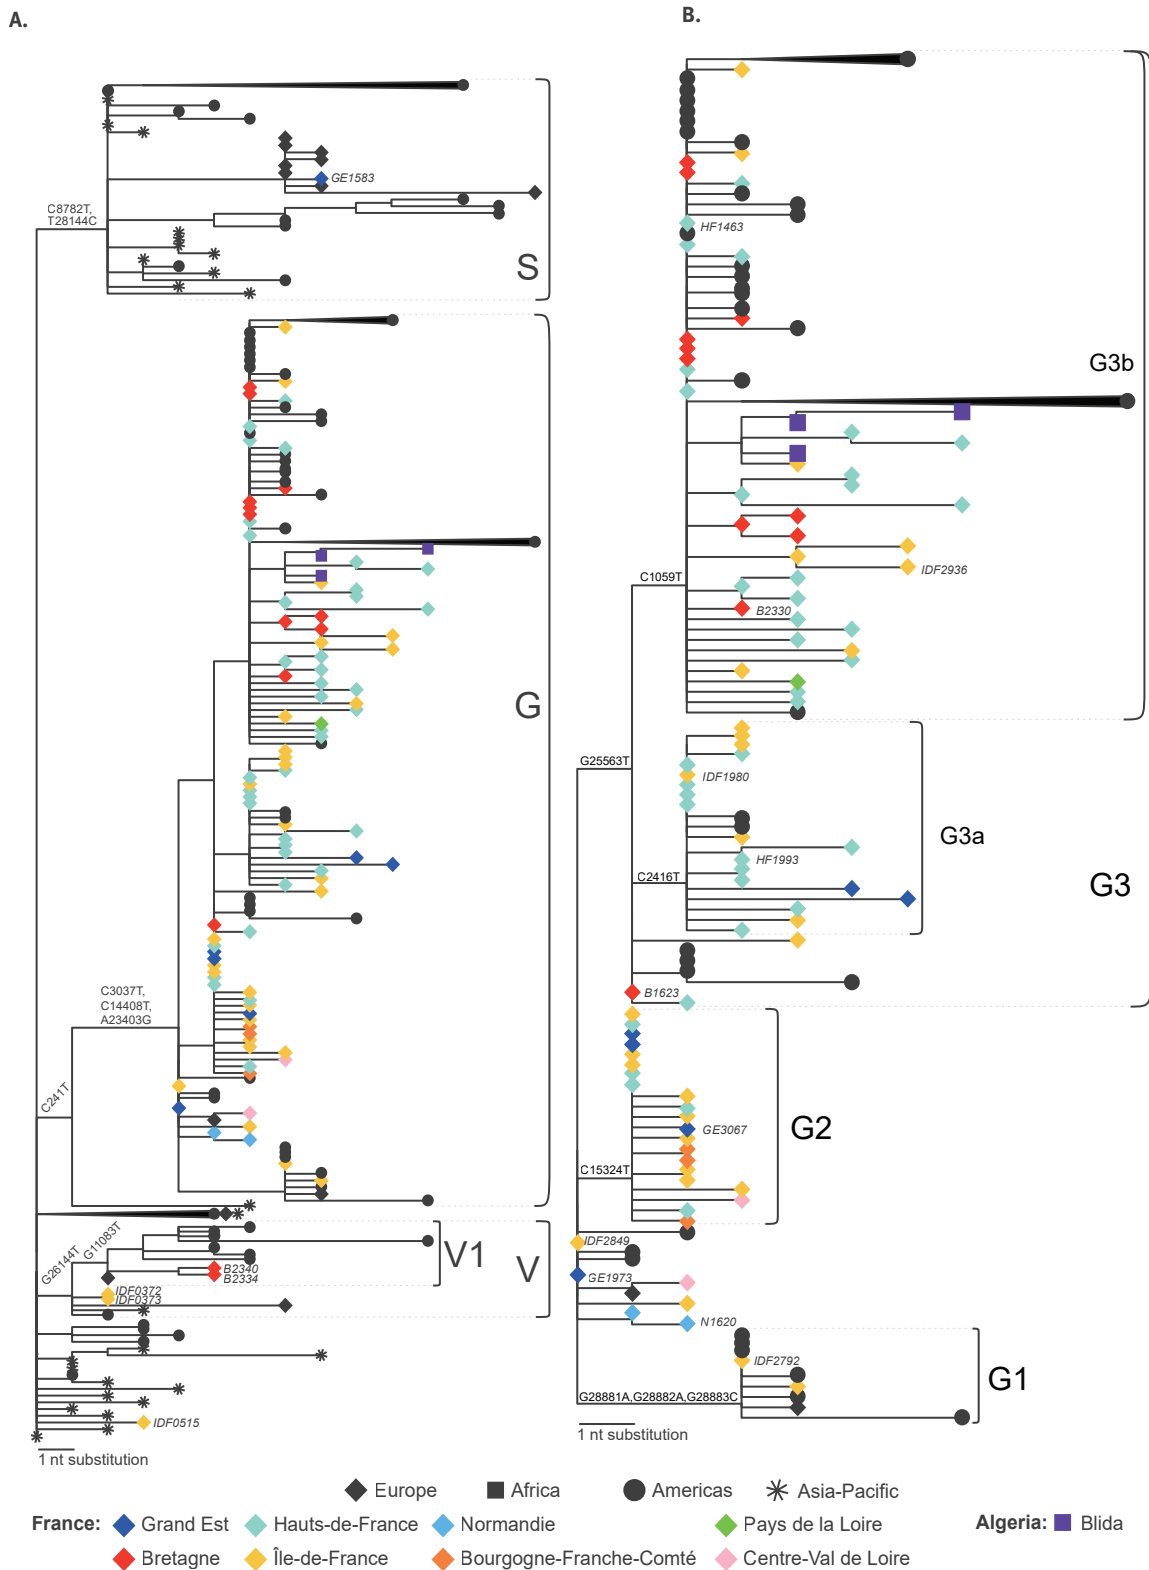 A.
B.
C8782T,
T28144C
GE1583
S
HF1463
G3b
G
IDF2936
C1059T
B2330
G25563T
IDF1980
G3a
HF1993
C2416T
G3
B1623
C3037T,
C14408T,
A23403G
G2
GE3067
C15324T
C241T
IDF2849
GE1973
N1620
G26144T
G11083T
V1
V
B2340
B2334
IDF0372
IDF0373
IDF2792
G1
G28881A,G28882A,G28883C
IDF0515
1 nt substitution
1 nt substitution
Europe
Africa
Americas
Asia-Pacific
France:
Grand Est
Hauts-de-France
Normandie
Pays de la Loire
Algeria:
Blida
Bretagne
Île-de-France
Bourgogne-Franche-Comté
Centre-Val de Loire